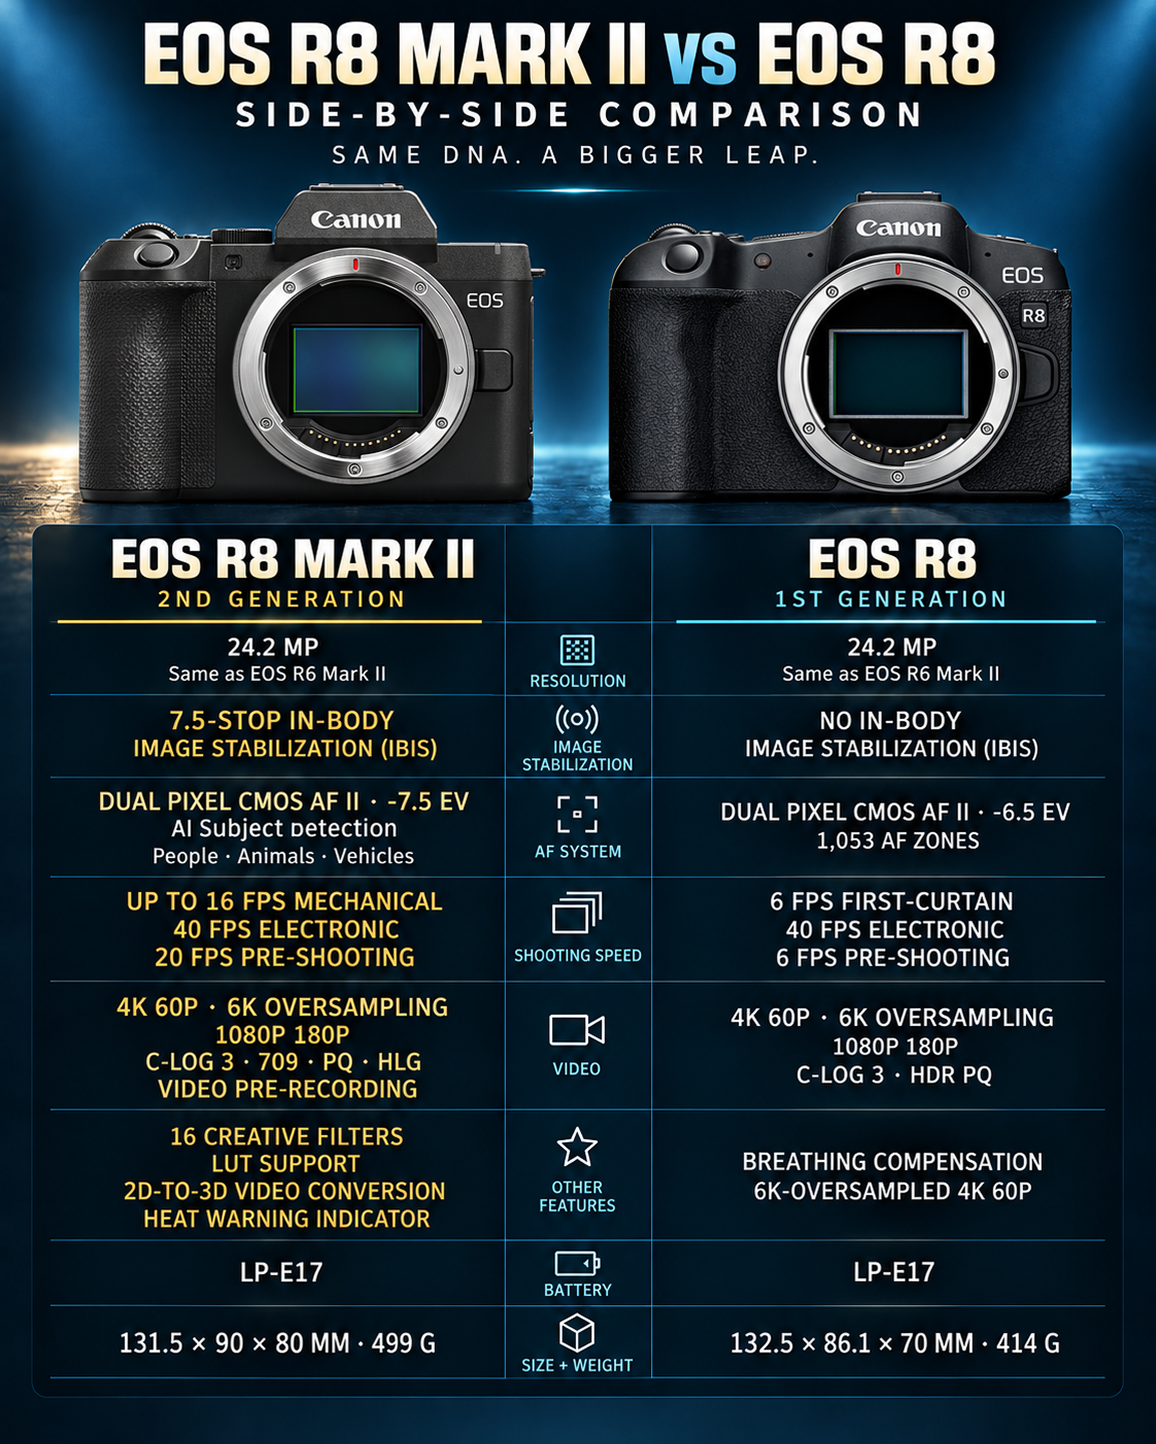 EOS R8 MARK II VS EOS R8
SIDE-BY-SIDE COMPARISON
SAME DNA. A BIGGER LEAP.
Canon
EOS
Canon
EOS
R8
EOS R8 MARK II
2ND GENERATION
EOS R8
1ST GENERATION
24.2 MP
Same as EOS R6 Mark II
RESOLUTION
24.2 MP
Same as EOS R6 Mark II
7.5-STOP IN-BODY
IMAGE STABILIZATION (IBIS)
IMAGE
STABILIZATION
NO IN-BODY
IMAGE STABILIZATION (IBIS)
DUAL PIXEL CMOS AF II · -7.5 EV
AI Subject Detection
People · Animals · Vehicles
AF SYSTEM
DUAL PIXEL CMOS AF II · -6.5 EV
1,053 AF ZONES
UP TO 16 FPS MECHANICAL
40 FPS ELECTRONIC
20 FPS PRE-SHOOTING
SHOOTING SPEED
6 FPS FIRST-CURTAIN
40 FPS ELECTRONIC
6 FPS PRE-SHOOTING
4K 60P · 6K OVERSAMPLING
1080P 180P
C-LOG 3 · 709 · PQ · HLG
VIDEO PRE-RECORDING
VIDEO
4K 60P · 6K OVERSAMPLING
1080P 180P
C-LOG 3 · HDR PQ
16 CREATIVE FILTERS
LUT SUPPORT
2D-TO-3D VIDEO CONVERSION
HEAT WARNING INDICATOR
OTHER
FEATURES
BREATHING COMPENSATION
6K-OVERSAMPLED 4K 60P
LP-E17
BATTERY
LP-E17
131.5 × 90 × 80 MM · 499 G
SIZE + WEIGHT
132.5 × 86.1 × 70 MM · 414 G